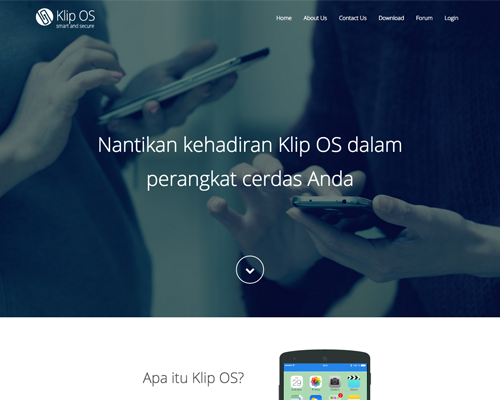 Klip OS
smart and secure
Home About Us Contact Us Download Forum Login
Nantikan kehadiran Klip OS dalam
perangkat cerdas Anda
Apa itu Klip OS?
29